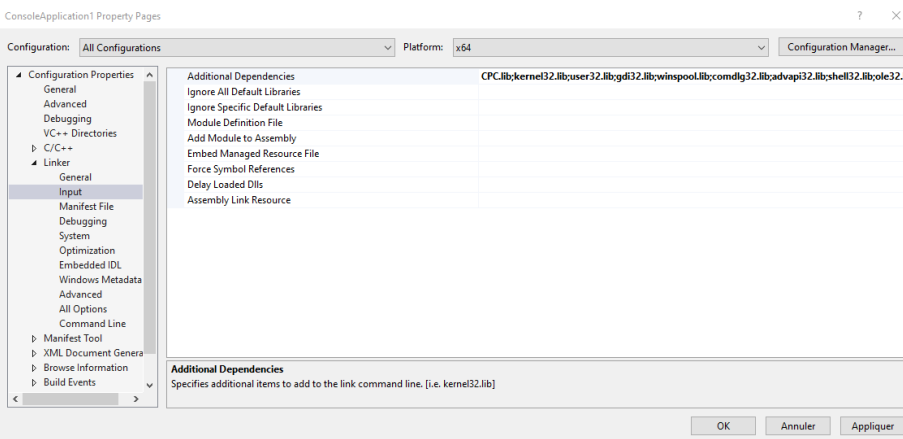 ConsoleApplication1 Property Pages
Configuration: All Configurations Platform: x64 Configuration Manager...
Configuration Properties
General
Advanced
Debugging
VC++ Directories
C/C++
Linker
General
Input
Manifest File
Debugging
System
Optimization
Embedded IDL
Windows Metadata
Advanced
All Options
Command Line
Manifest Tool
XML Document Genera
Browse Information
Build Events
Additional Dependencies CPC.lib;kernel32.lib;user32.lib;gdi32.lib;winspool.lib;comdlg32.lib;advapi32.lib;shell32.lib;ole32.
Ignore All Default Libraries
Ignore Specific Default Libraries
Module Definition File
Add Module to Assembly
Embed Managed Resource File
Force Symbol References
Delay Loaded Dlls
Assembly Link Resource
Additional Dependencies
Specifies additional items to add to the link command line. [i.e. kernel32.lib]
OK Annuler Appliquer